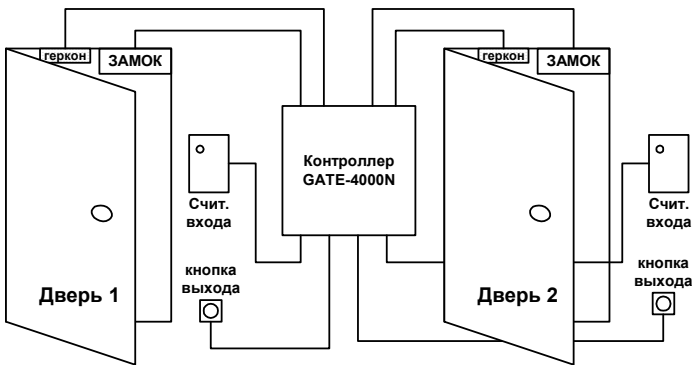 геркон
ЗАМОК
геркон
ЗАМОК
Контроллер
GATE-4000N
Счит.
входа
Счит.
входа
кнопка
выхода
кнопка
выхода
Дверь 1
Дверь 2